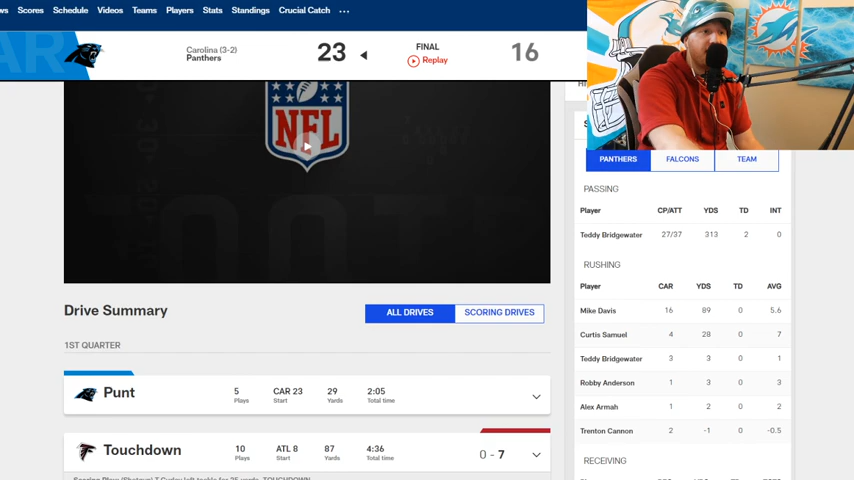 ws Scores Schedule Videos Teams Players Stats Standings Crucial Catch ...
CAR
Carolina (3-2)
Panthers
23
FINAL
Replay
16
NFL
PANTHERS FALCONS TEAM
PASSING
Player CP/ATT YDS TD INT
Teddy Bridgewater 27/37 313 2 0
RUSHING
Player CAR YDS TD AVG
Mike Davis 16 89 0 5.6
Curtis Samuel 4 28 0 7
Teddy Bridgewater 3 3 0 1
Robby Anderson 1 3 0 3
Alex Armah 1 2 0 2
Trenton Cannon 2 -1 0 -0.5
RECEIVING
Drive Summary
ALL DRIVES SCORING DRIVES
1ST QUARTER
Punt
5 CAR 23 29 2:05
Plays Start Yards Total time
Touchdown
10 ATL 8 87 4:36
Plays Start Yards Total time
0 - 7